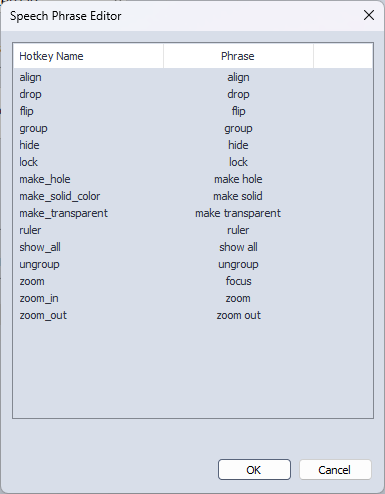 Speech Phrase Editor
Hotkey Name Phrase
align align
drop drop
flip flip
group group
hide hide
lock lock
make_hole make hole
make_solid_color make solid
make_transparent make transparent
ruler ruler
show_all show all
ungroup ungroup
zoom focus
zoom_in zoom
zoom_out zoom out
OK Cancel